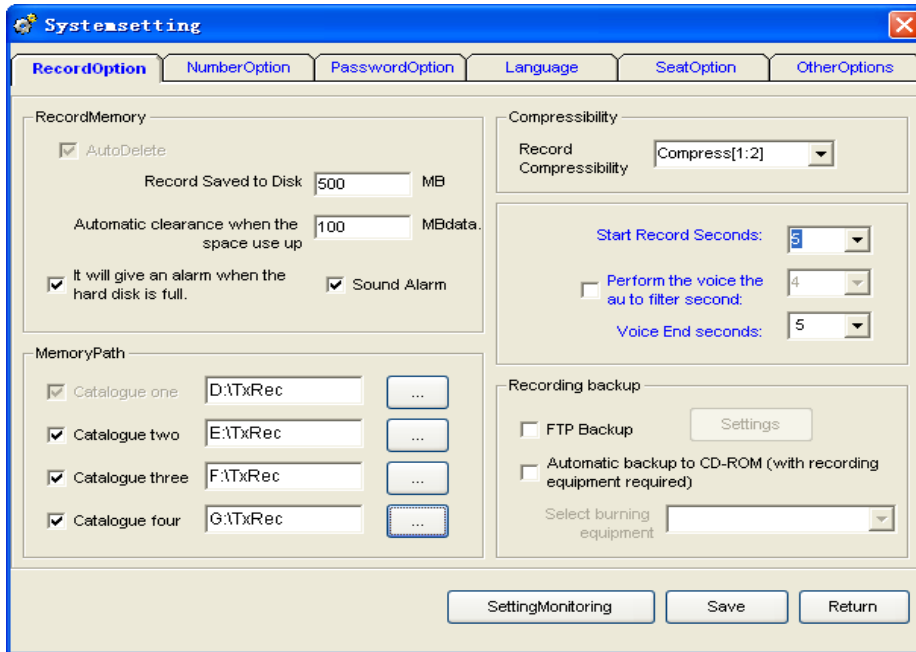 Systemsetting
RecordOption
NumberOption
PasswordOption
Language
SeatOption
OtherOptions
RecordMemory
AutoDelete
Record Saved to Disk 500 MB
Automatic clearance when the
space use up 100 MBdata.
It will give an alarm when the
hard disk is full.
Sound Alarm
MemoryPath
Catalogue one D:\TxRec ...
Catalogue two E:\TxRec ...
Catalogue three F:\TxRec ...
Catalogue four G:\TxRec ...
Compressibility
Record
Compressibility Compress[1:2]
Start Record Seconds: 5
Perform the voice the
au to filter second: 4
Voice End seconds: 5
Recording backup
FTP Backup Settings
Automatic backup to CD-ROM (with recording
equipment required)
Select burning
equipment
SettingMonitoring Save Return